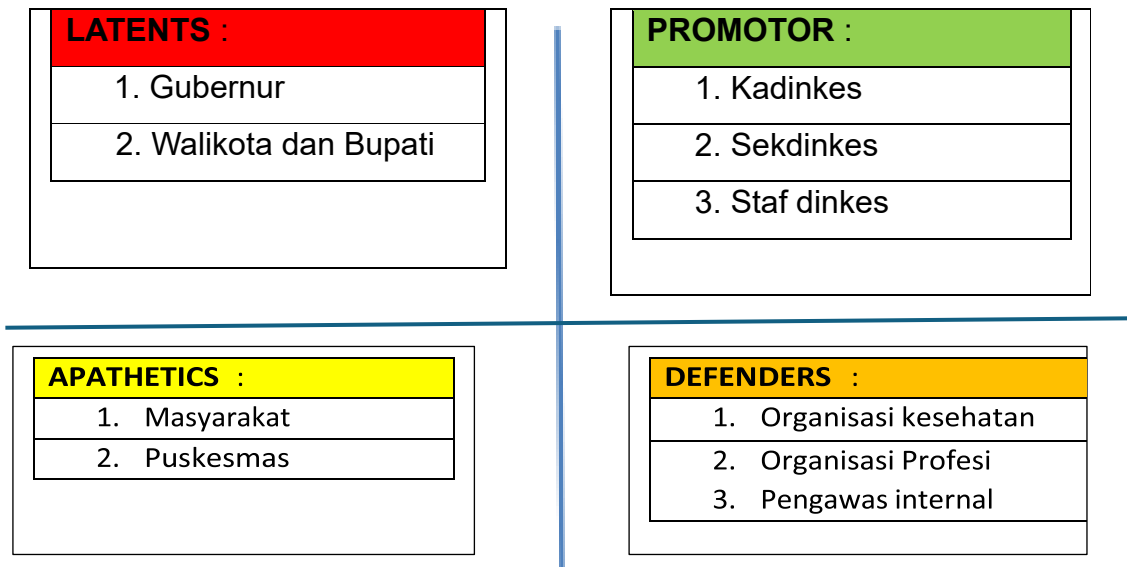 LATENTS :
1. Gubernur
2. Walikota dan Bupati
PROMOTOR :
1. Kadinkes
2. Sekdinkes
3. Staf dinkes
APATHETICS :
1. Masyarakat
2. Puskesmas
DEFENDERS :
1. Organisasi kesehatan
2. Organisasi Profesi
3. Pengawas internal